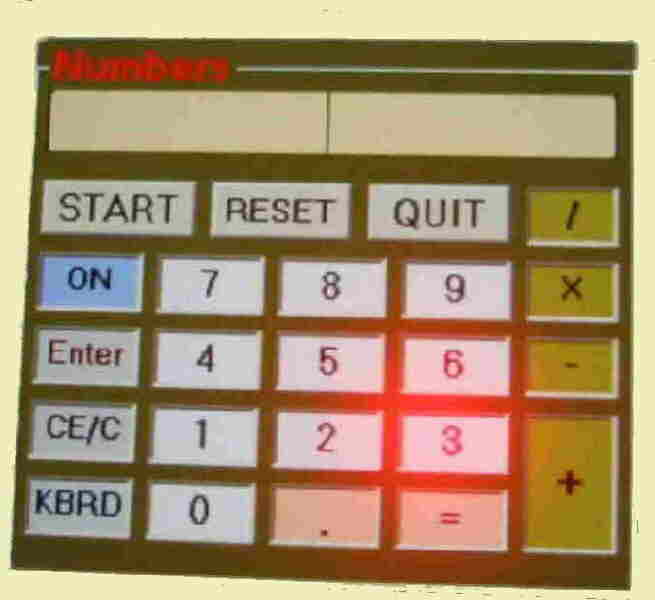 Numbers
START RESET QUIT /
ON 7 8 9 X
Enter 4 5 6 -
CE/C 1 2 3 +
KBRD 0 . =